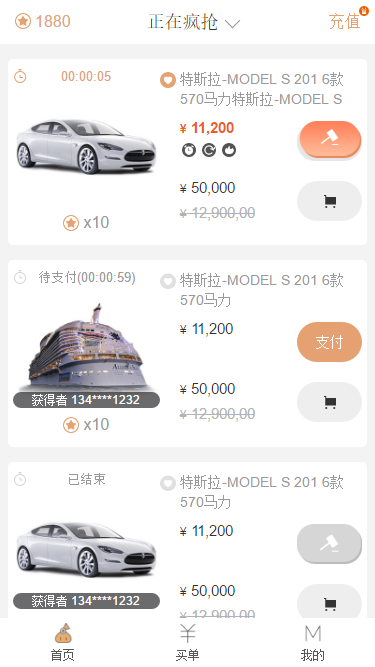 1880
正在疯抢
充值
00:00:05
特斯拉-MODEL S 201 6款
570马力特斯拉-MODEL S
¥ 11,200
¥ 50,000
¥ 12,900,00
x10
待支付(00:00:59)
特斯拉-MODEL S 201 6款
570马力
¥ 11,200
支付
¥ 50,000
¥ 12,900,00
获得者 134****1232
x10
已结束
特斯拉-MODEL S 201 6款
570马力
¥ 11,200
¥ 50,000
¥ 12,900,00
获得者 134****1232
首页
买单
我的